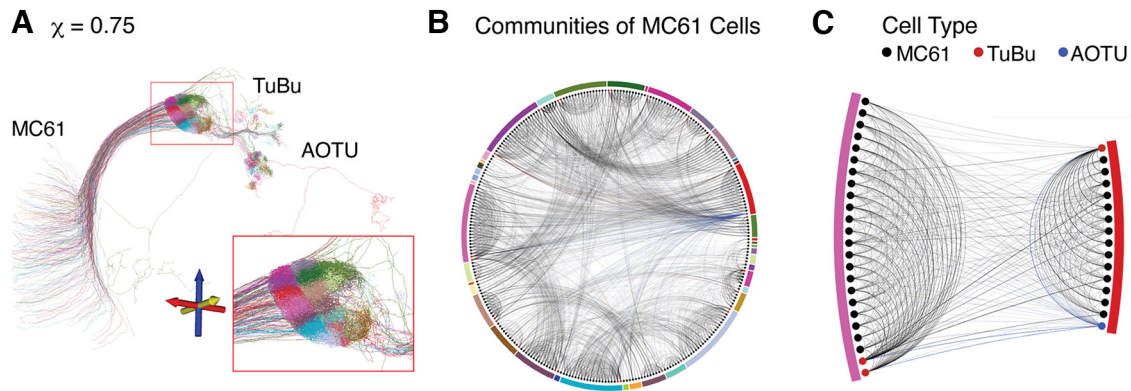 A χ = 0.75
MC61
TuBu
AOTU
B Communities of MC61 Cells
C Cell Type
MC61 TuBu AOTU